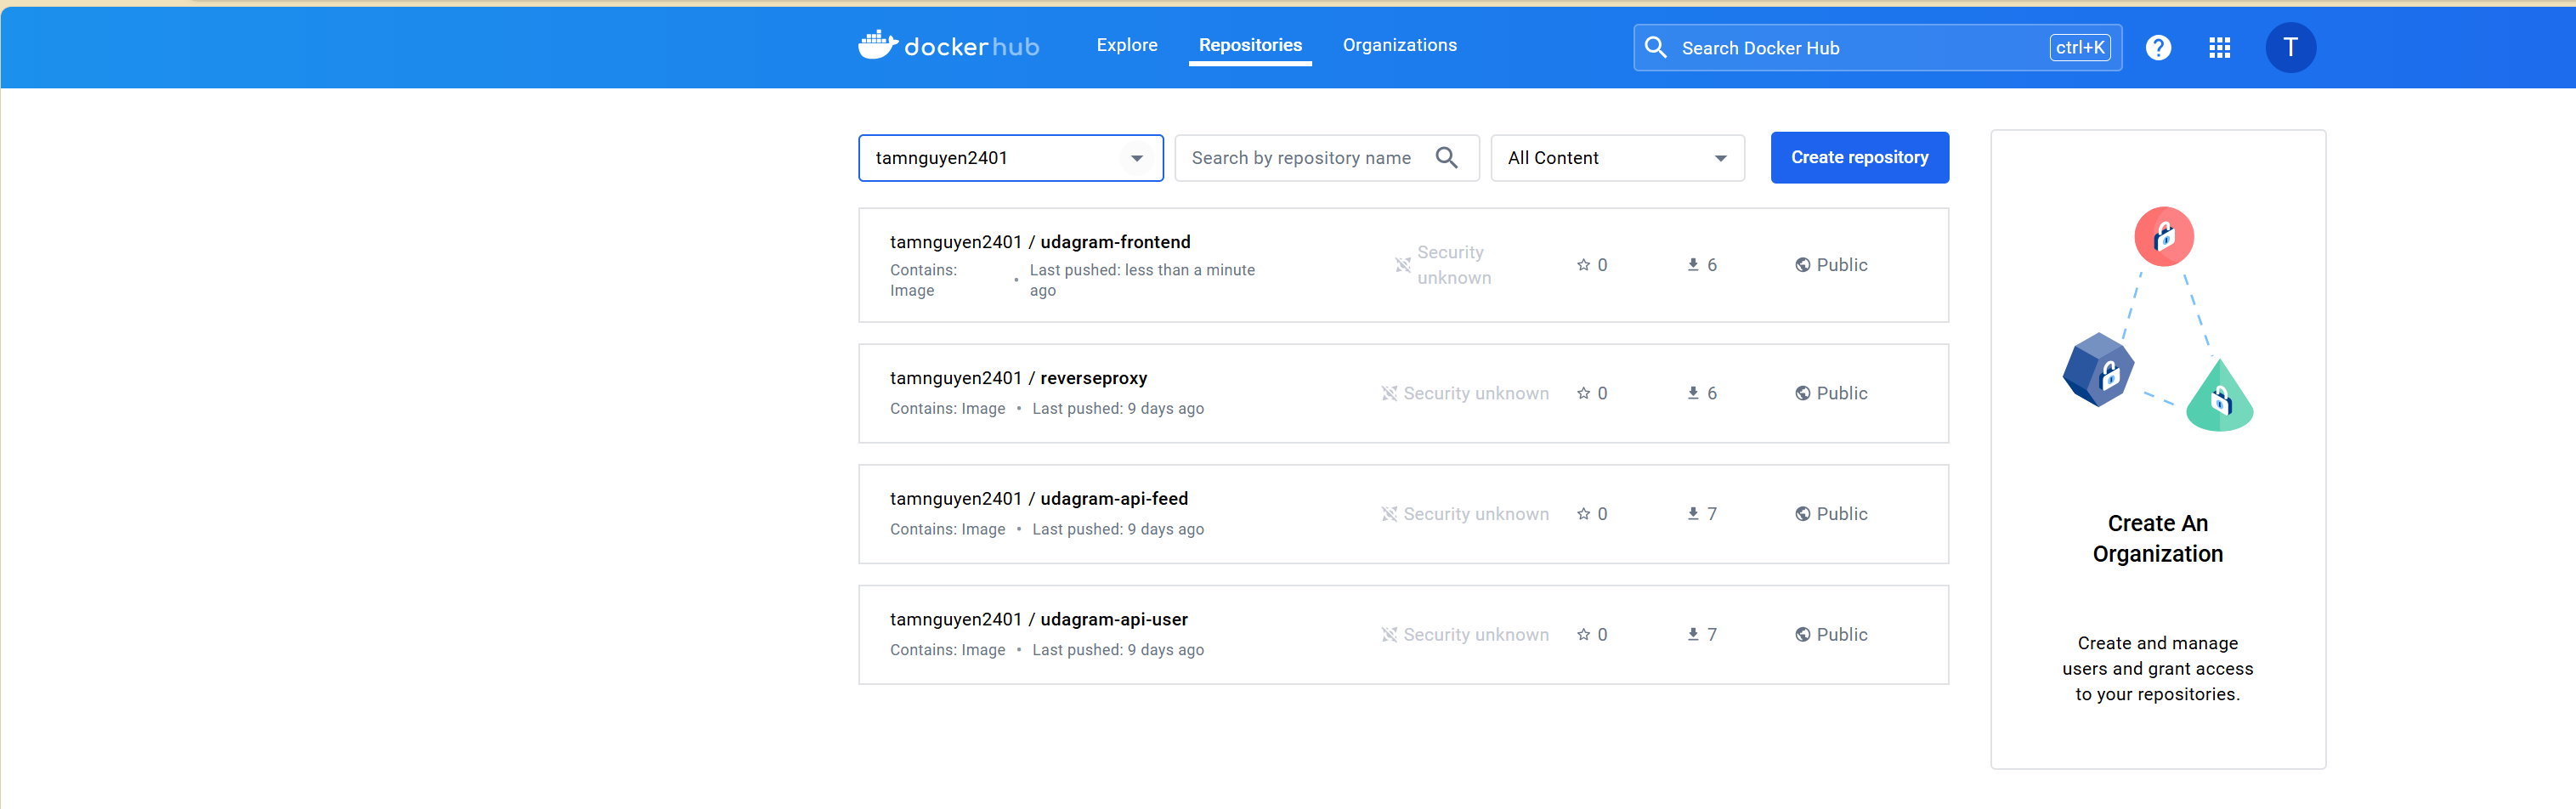 dockerhub Explore Repositories Organizations Search Docker Hub ctrl+K ? T
tamnguyen2401 Search by repository name All Content Create repository
tamnguyen2401 / udagram-frontend
Contains: Image • Last pushed: less than a minute ago
Security unknown 0 6 Public
tamnguyen2401 / reverseproxy
Contains: Image • Last pushed: 9 days ago
Security unknown 0 6 Public
tamnguyen2401 / udagram-api-feed
Contains: Image • Last pushed: 9 days ago
Security unknown 0 7 Public
tamnguyen2401 / udagram-api-user
Contains: Image • Last pushed: 9 days ago
Security unknown 0 7 Public
Create An
Organization
Create and manage
users and grant access
to your repositories.